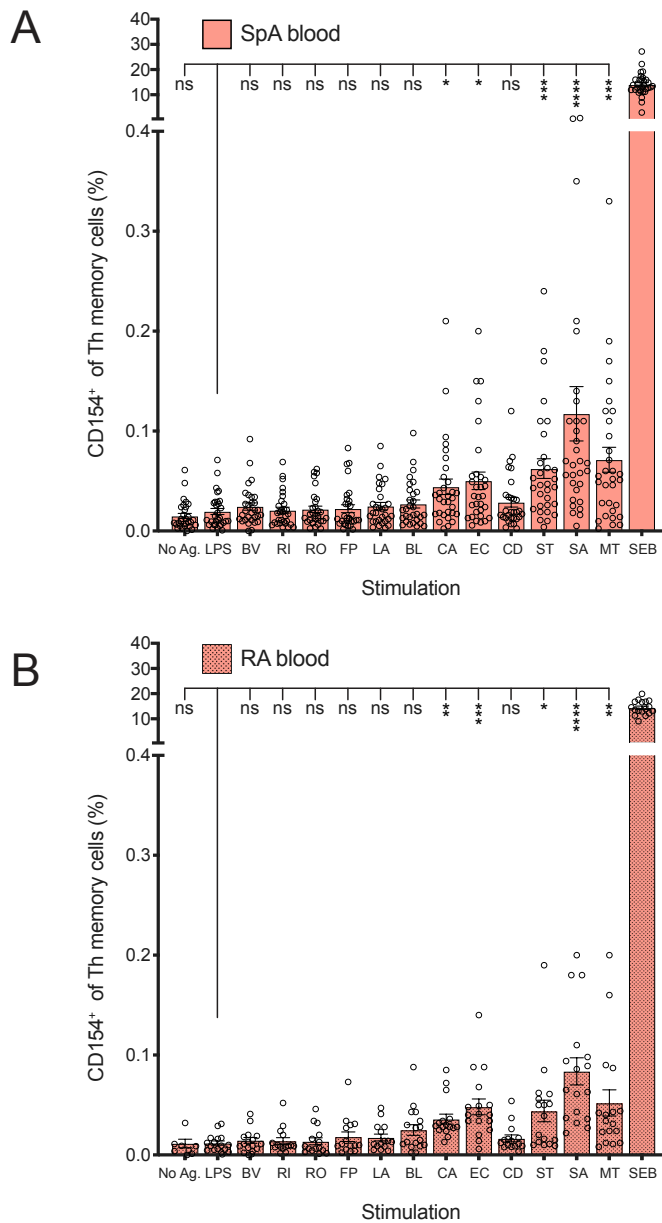 A
SpA blood
40
30
20
10
ns ns ns ns ns ns ns * * ns *** **** ***
0.4
0.3
0.2
0.1
0.0
CD154+ of Th memory cells (%)
No Ag. LPS BV RI RO FP LA BL CA EC CD ST SA MT SEB
Stimulation
B
RA blood
40
30
20
10
ns ns ns ns ns ns ns ** *** ns * **** **
0.4
0.3
0.2
0.1
0.0
CD154+ of Th memory cells (%)
No Ag. LPS BV RI RO FP LA BL CA EC CD ST SA MT SEB
Stimulation